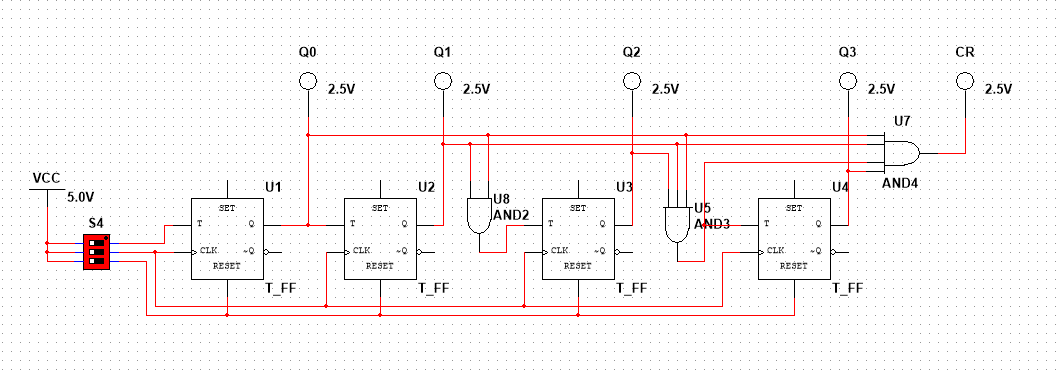 Q0 Q1 Q2 Q3 CR
2.5V 2.5V 2.5V 2.5V 2.5V
U7
VCC
5.0V
U1 U2 U3 U4
AND4
S4
SET SET SET SET
U8
AND2
U5
AND3
T Q T Q T Q T Q
CLK ~Q CLK ~Q CLK ~Q CLK ~Q
RESET RESET RESET RESET
T_FF T_FF T_FF T_FF